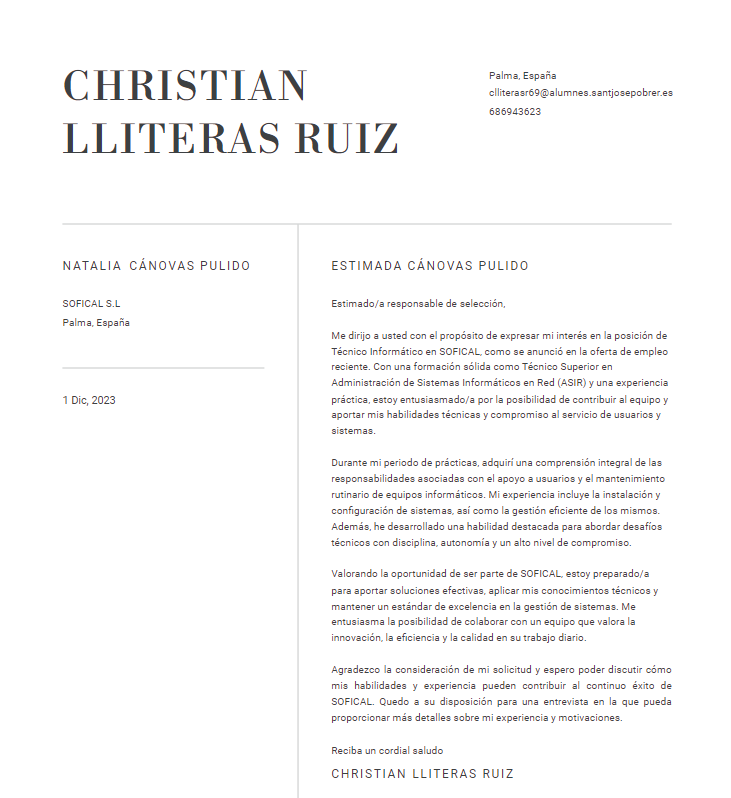 CHRISTIAN
LLITERAS RUIZ
Palma, España
clliterasr69@alumnes.santjosepobrer.es
686943623
NATALIA CÁNOVAS PULIDO
SOFICAL S.L
Palma, España
1 Dic, 2023
ESTIMADA CÁNOVAS PULIDO
Estimado/a responsable de selección,
Me dirijo a usted con el propósito de expresar mi interés en la posición de
Técnico Informático en SOFICAL, como se anunció en la oferta de empleo
reciente. Con una formación sólida como Técnico Superior en
Administración de Sistemas Informáticos en Red (ASIR) y una experiencia
práctica, estoy entusiasmado/a por la posibilidad de contribuir al equipo y
aportar mis habilidades técnicas y compromiso al servicio de usuarios y
sistemas.
Durante mi periodo de prácticas, adquirí una comprensión integral de las
responsabilidades asociadas con el apoyo a usuarios y el mantenimiento
rutinario de equipos informáticos. Mi experiencia incluye la instalación y
configuración de sistemas, así como la gestión eficiente de los mismos.
Además, he desarrollado una habilidad destacada para abordar desafíos
técnicos con disciplina, autonomía y un alto nivel de compromiso.
Valorando la oportunidad de ser parte de SOFICAL, estoy preparado/a
para aportar soluciones efectivas, aplicar mis conocimientos técnicos y
mantener un estándar de excelencia en la gestión de sistemas. Me
entusiasma la posibilidad de colaborar con un equipo que valora la
innovación, la eficiencia y la calidad en su trabajo diario.
Agradezco la consideración de mi solicitud y espero poder discutir cómo
mis habilidades y experiencia pueden contribuir al continuo éxito de
SOFICAL. Quedo a su disposición para una entrevista en la que pueda
proporcionar más detalles sobre mi experiencia y motivaciones.
Reciba un cordial saludo
CHRISTIAN LLITERAS RUIZ